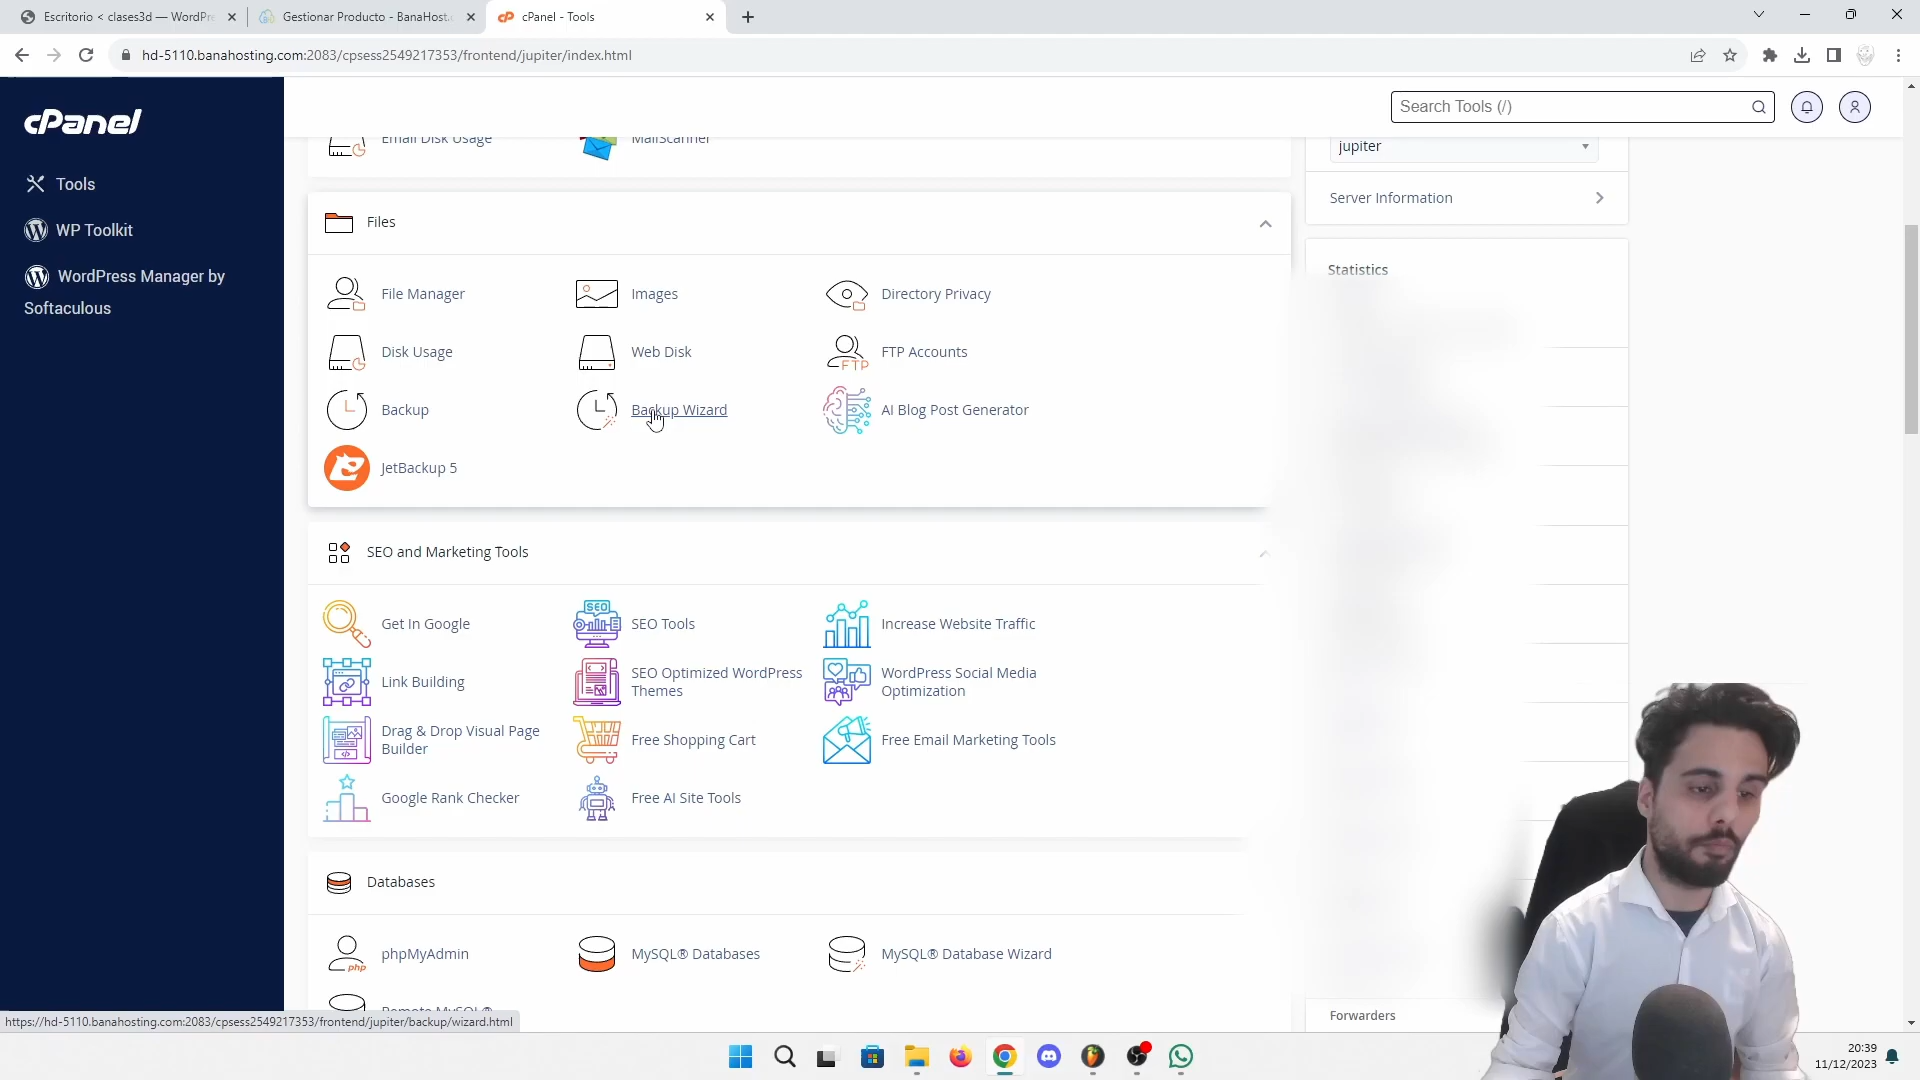 Escritorio < clases3d — WordPre
Gestionar Producto - BanaHost.
cPanel - Tools
hd-5110.banahosting.com:2083/cpsess2549217353/frontend/jupiter/index.html
cPanel
Search Tools (/)
Tools
WP Toolkit
WordPress Manager by
Softaculous
Email Disk Usage
MailScanner
jupiter
Server Information
Files
File Manager
Images
Directory Privacy
Disk Usage
Web Disk
FTP Accounts
FTP
Backup
Backup Wizard
AI Blog Post Generator
JetBackup 5
Statistics
SEO and Marketing Tools
Get In Google
SEO
SEO Tools
Increase Website Traffic
Link Building
SEO Optimized WordPress
Themes
WordPress Social Media
Optimization
Drag & Drop Visual Page
Builder
Free Shopping Cart
Free Email Marketing Tools
Google Rank Checker
Free AI Site Tools
Databases
php
phpMyAdmin
MySQL® Databases
MySQL® Database Wizard
Remote MySQL®
Forwarders
https://hd-5110.banahosting.com:2083/cpsess2549217353/frontend/jupiter/backup/wizard.html
20:39
11/12/2023